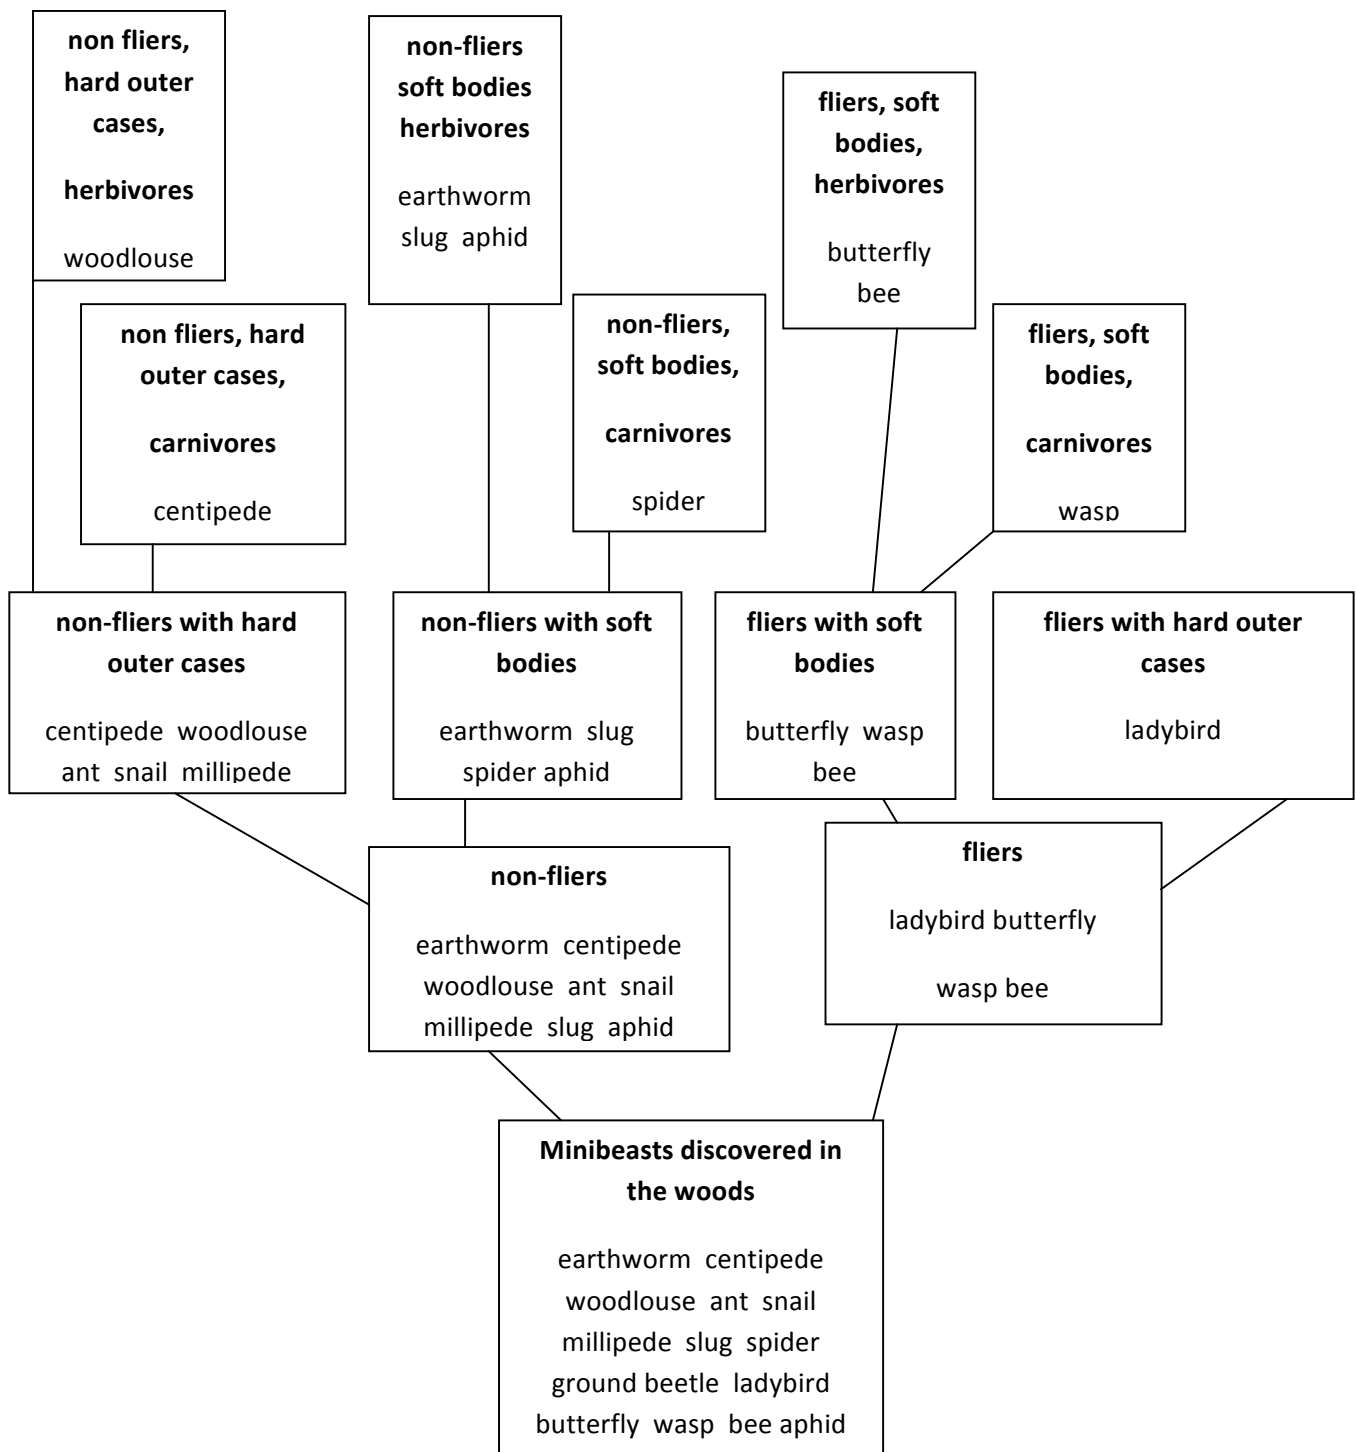 non fliers,
hard outer
cases,
herbivores
woodlouse
non-fliers
soft bodies
herbivores
earthworm
slug aphid
fliers, soft
bodies,
herbivores
butterfly
bee
non fliers, hard
outer cases,
carnivores
centipede
non-fliers,
soft bodies,
carnivores
spider
fliers, soft
bodies,
carnivores
wasp
non-fliers with hard
outer cases
centipede woodlouse
ant snail millipede
non-fliers with soft
bodies
earthworm slug
spider aphid
fliers with soft
bodies
butterfly wasp
bee
fliers with hard outer
cases
ladybird
non-fliers
earthworm centipede
woodlouse ant snail
millipede slug aphid
fliers
ladybird butterfly
wasp bee
Minibeasts discovered in
the woods
earthworm centipede
woodlouse ant snail
millipede slug spider
ground beetle ladybird
butterfly wasp bee aphid